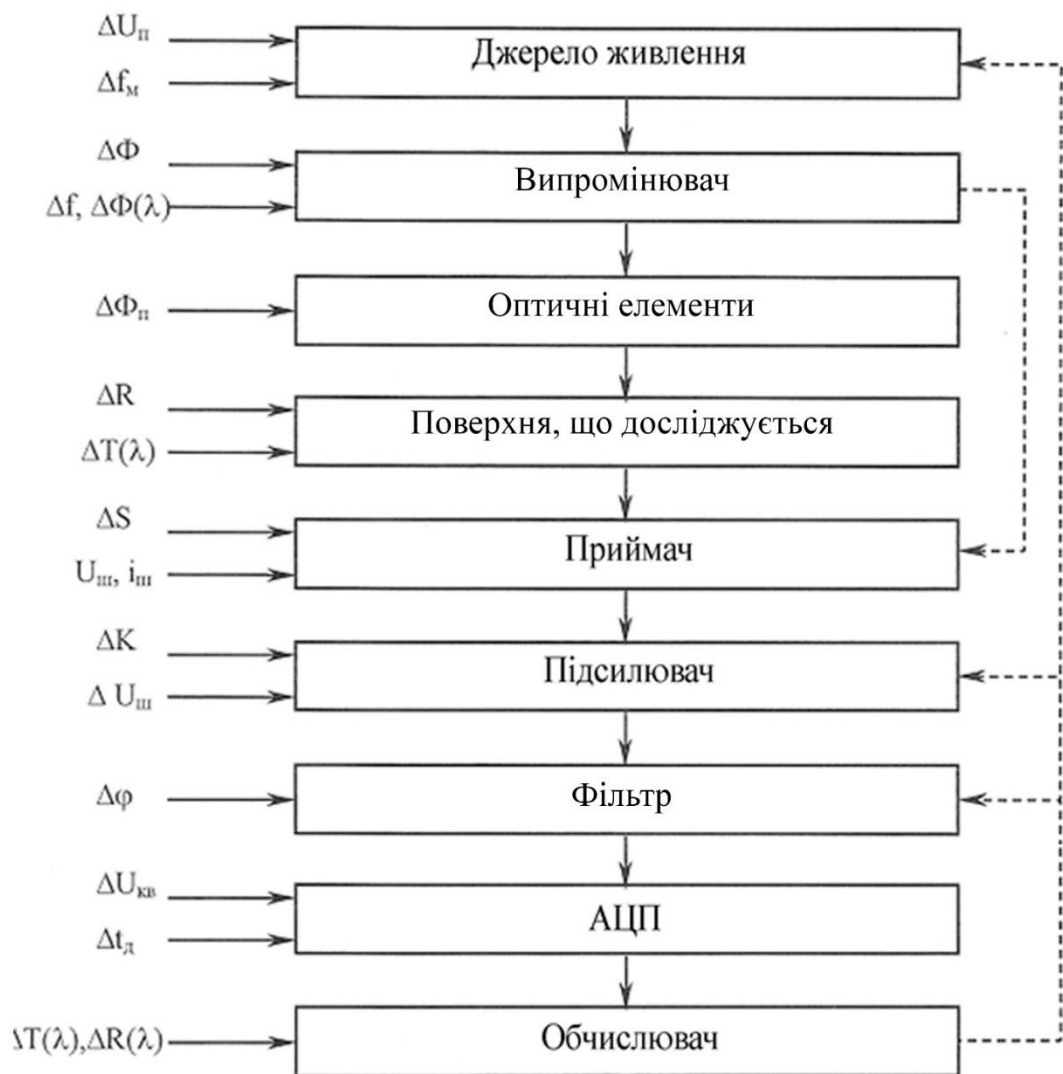 ΔUп
Джерело живлення
Δfм
ΔΦ
Випромінювач
Δf, ΔΦ(λ)
ΔΦп
Оптичні елементи
ΔR
Поверхня, що досліджується
ΔT(λ)
ΔS
Приймач
Uш, iш
ΔK
Підсилювач
Δ Uш
Δφ
Фільтр
ΔUкв
АЦП
Δtд
ΔT(λ),ΔR(λ)
Обчислювач